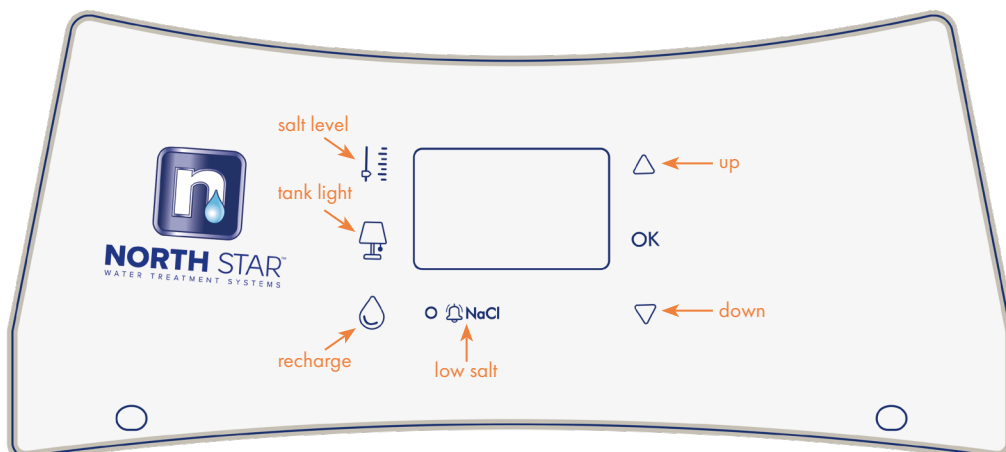 salt level
tank light
recharge
n
NORTH STAR™
WATER TREATMENT SYSTEMS
NaCl
low salt
up
OK
down